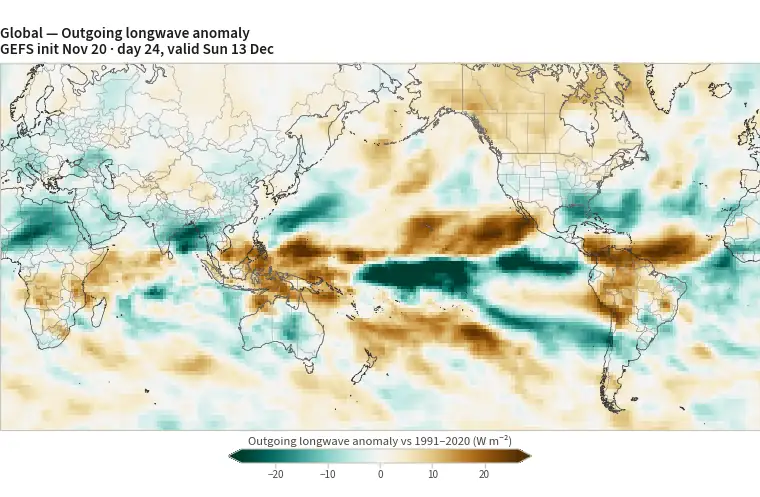 Global — Outgoing longwave anomaly
GEFS init Nov 20 · day 24, valid Sun 13 Dec
Outgoing longwave anomaly vs 1991–2020 (W m⁻²)
−20 −10 0 10 20